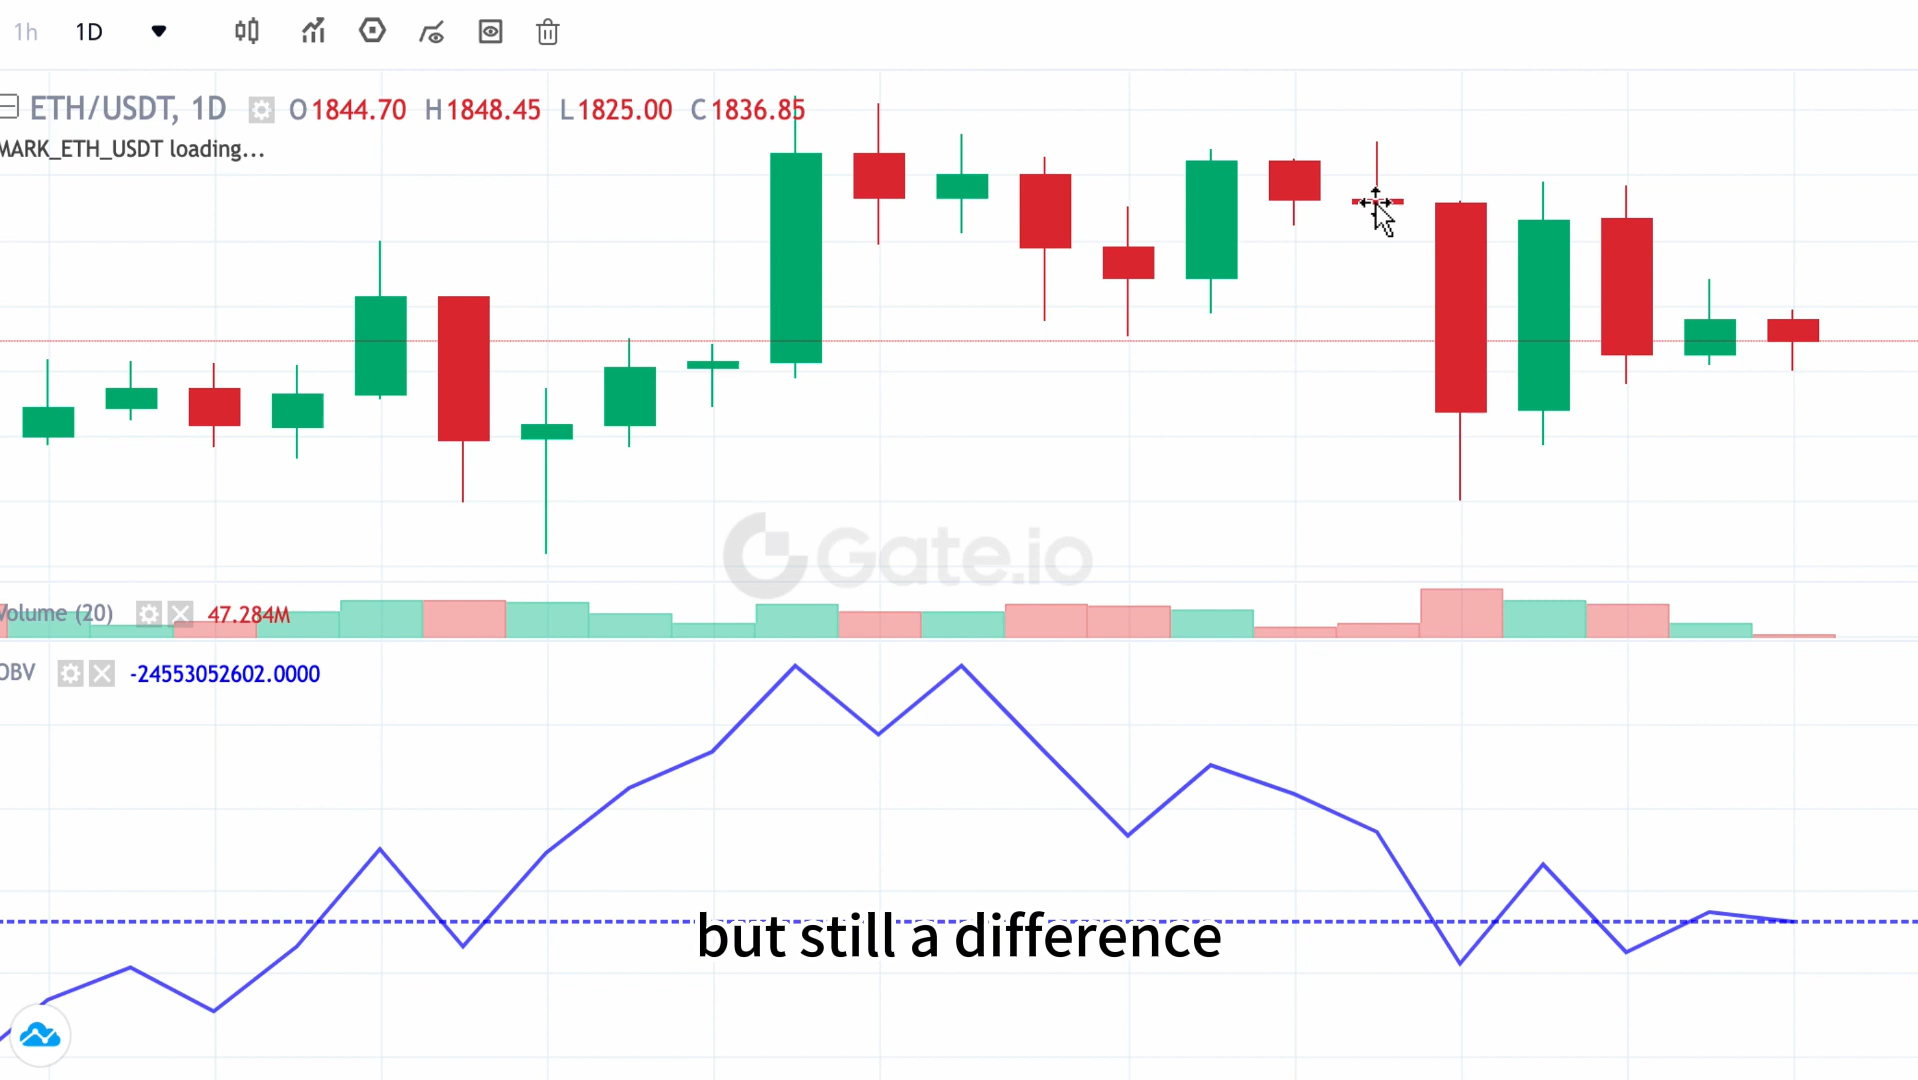 1h 1D
ETH/USDT, 1D O1844.70 H1848.45 L1825.00 C1836.85
MARK_ETH_USDT loading...
Gate.io
Volume (20) 47.284M
OBV -24553052602.0000
but still a difference